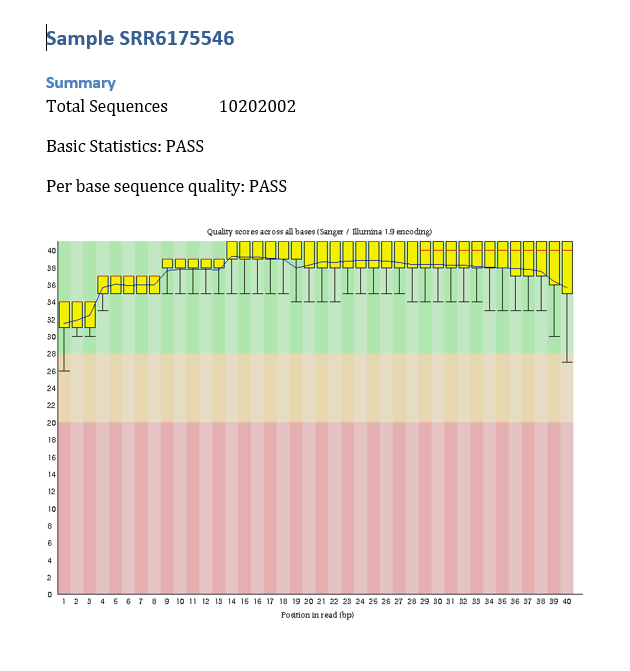 Sample SRR6175546
Summary
Total Sequences 10202002
Basic Statistics: PASS
Per base sequence quality: PASS
Quality scores across all bases (Sanger / Illumina 1.9 encoding)
40
38
36
34
32
30
28
26
24
22
20
18
16
14
12
10
8
6
4
2
0
1 2 3 4 5 6 7 8 9 10 11 12 13 14 15 16 17 18 19 20 21 22 23 24 25 26 27 28 29 30 31 32 33 34 35 36 37 38 39 40
Position in read (bp)